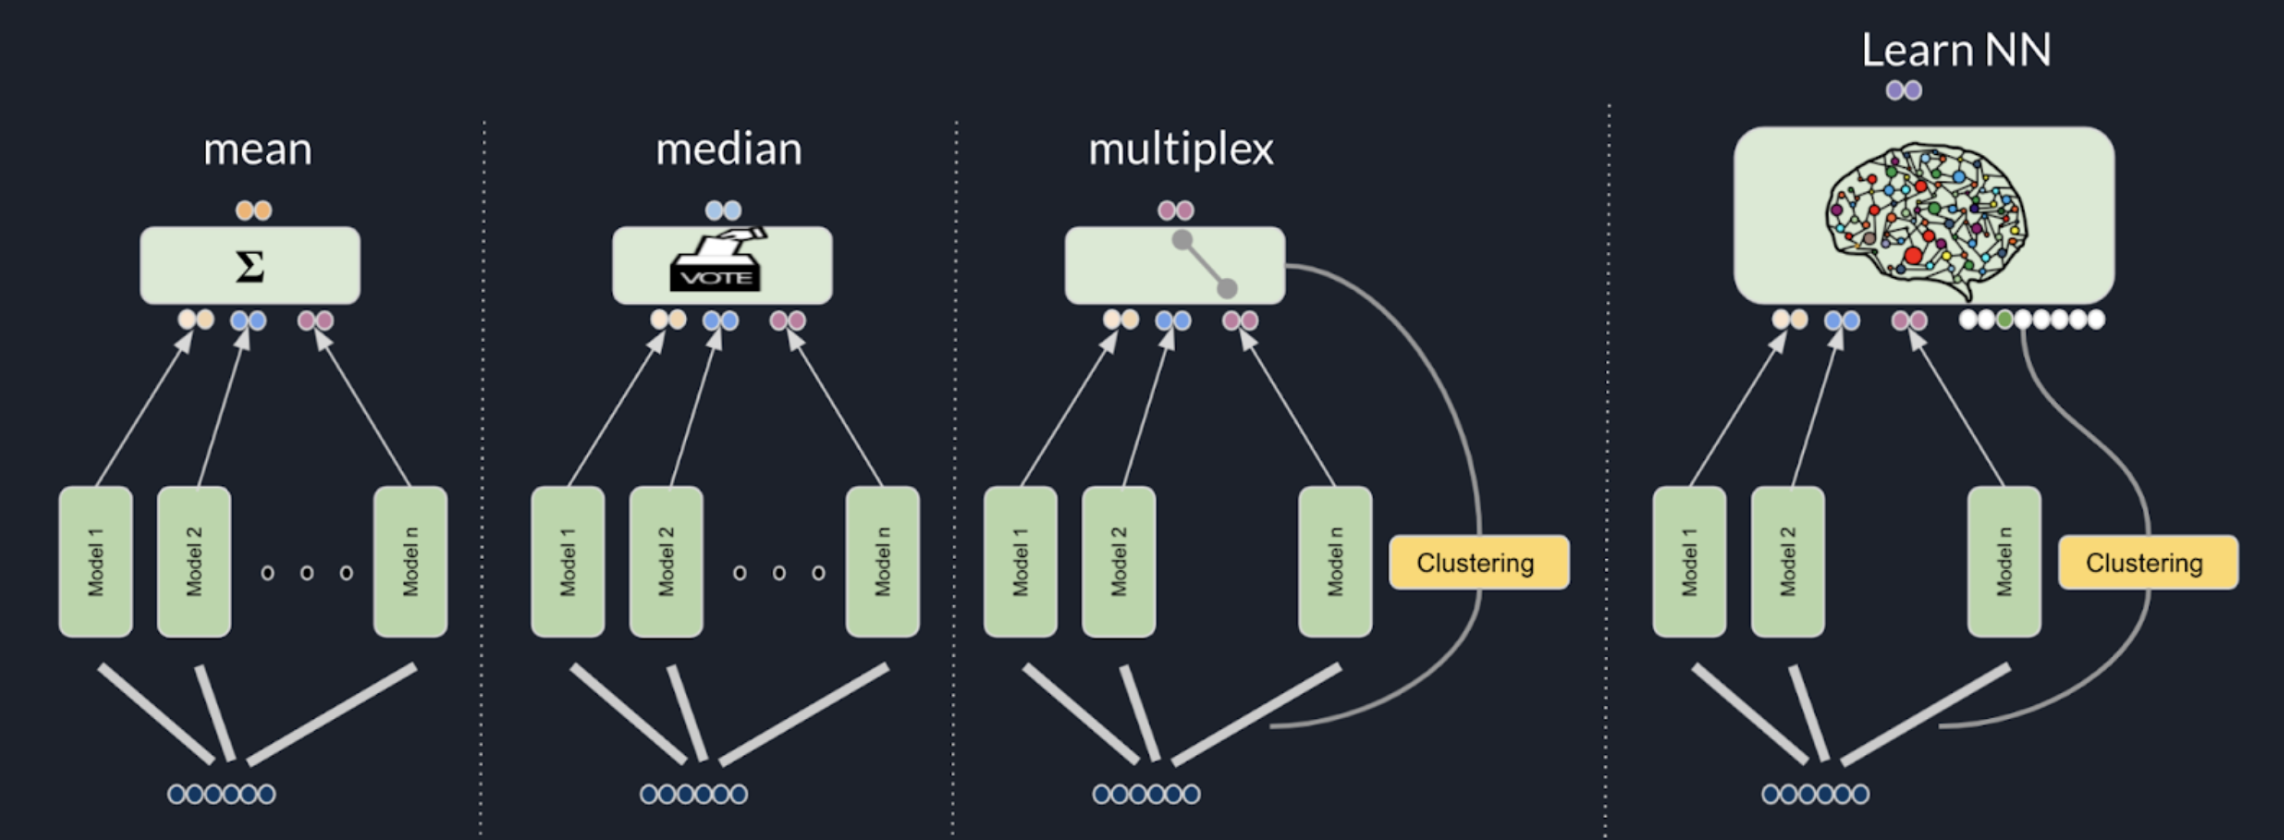 mean
Σ
Model 1
Model 2
Model n
median
VOTE
Model 1
Model 2
Model n
multiplex
Model 1
Model 2
Model n
Clustering
Learn NN
Model 1
Model 2
Model n
Clustering